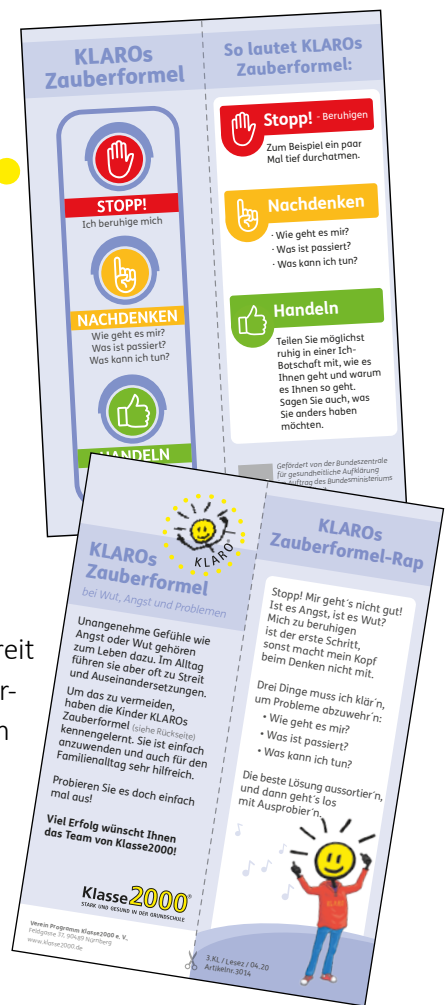 KLAROs
Zauberformel
STOPP!
Ich beruhige mich
NACHDENKEN
Wie geht es mir?
Was ist passiert?
Was kann ich tun?
HANDELN
So lautet KLAROs
Zauberformel:
Stopp! - Beruhigen
Zum Beispiel ein paar
Mal tief durchatmen.
Nachdenken
· Wie geht es mir?
· Was ist passiert?
· Was kann ich tun?
Handeln
Teilen Sie möglichst
ruhig in einer Ich-
Botschaft mit, wie es
Ihnen geht und warum
es Ihnen so geht.
Sagen Sie auch, was
Sie anders haben
möchten.
Gefördert von der Bundeszentrale
für gesundheitliche Aufklärung
im Auftrag des Bundesministeriums
reit
r-
n
KLARO®
KLAROs
Zauberformel
bei Wut, Angst und Problemen
Unangenehme Gefühle wie
Angst oder Wut gehören
zum Leben dazu. Im Alltag
führen sie aber oft zu Streit
und Auseinandersetzungen.
Um das zu vermeiden,
haben die Kinder KLAROs
Zauberformel (siehe Rückseite)
kennengelernt. Sie ist einfach
anzuwenden und auch für den
Familienalltag sehr hilfreich.
Probieren Sie es doch einfach
mal aus!
Viel Erfolg wünscht Ihnen
das Team von Klasse2000!
Klasse2000®
STARK UND GESUND IN DER GRUNDSCHULE
Verein Programm Klasse2000 e. V.,
Feldgasse 37, 90489 Nürnberg
www.klasse2000.de
KLAROs
Zauberformel-Rap
Stopp! Mir geht´s nicht gut!
Ist es Angst, ist es Wut?
Mich zu beruhigen
ist der erste Schritt,
sonst macht mein Kopf
beim Denken nicht mit.
Drei Dinge muss ich klär´n,
um Probleme abzuwehr´n:
• Wie geht es mir?
• Was ist passiert?
• Was kann ich tun?
Die beste Lösung aussortier´n,
und dann geht´s los
mit Ausprobier´n.
KLARO
3.KL / Lesez / 04.20
Artikelnr.3014